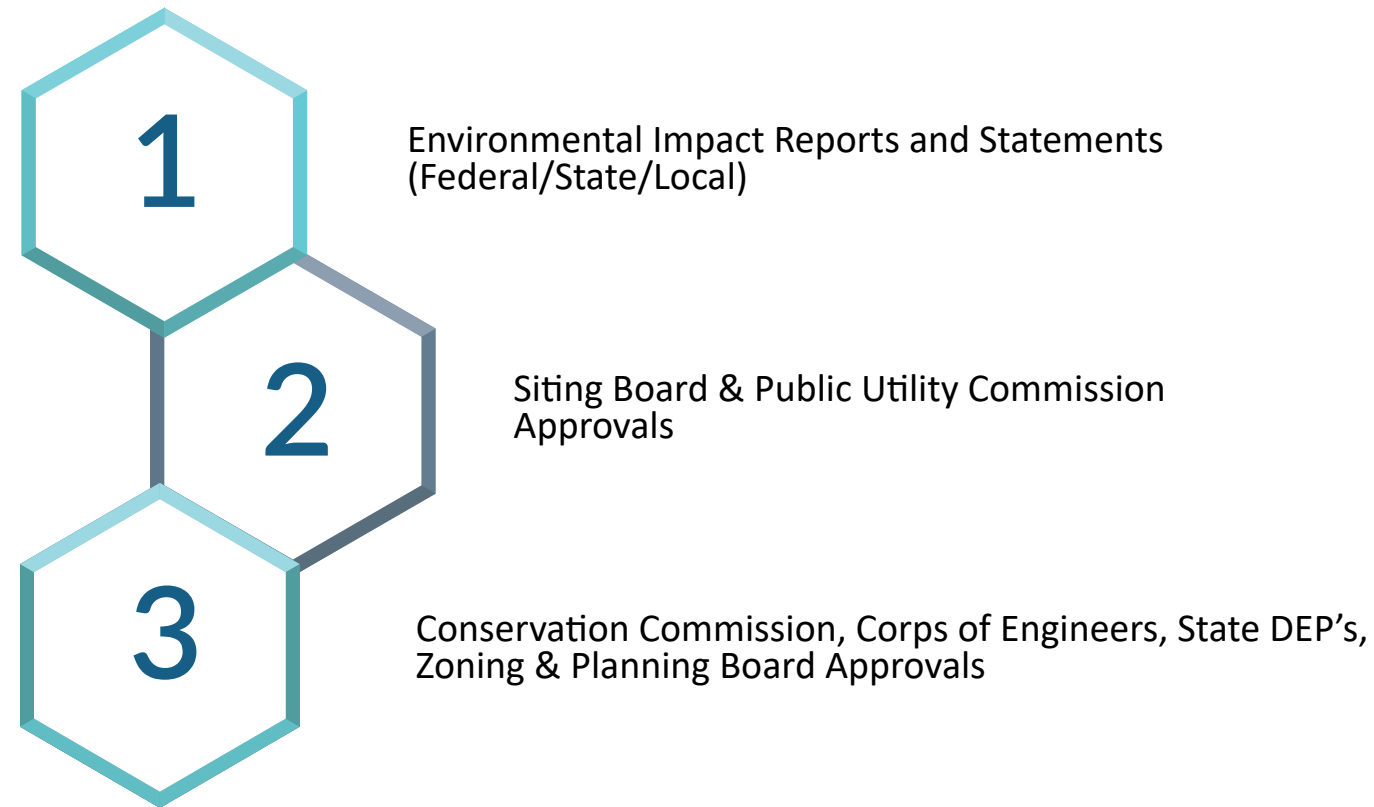 1
Environmental Impact Reports and Statements
(Federal/State/Local)
2
Siting Board & Public Utility Commission
Approvals
3
Conservation Commission, Corps of Engineers, State DEP’s,
Zoning & Planning Board Approvals